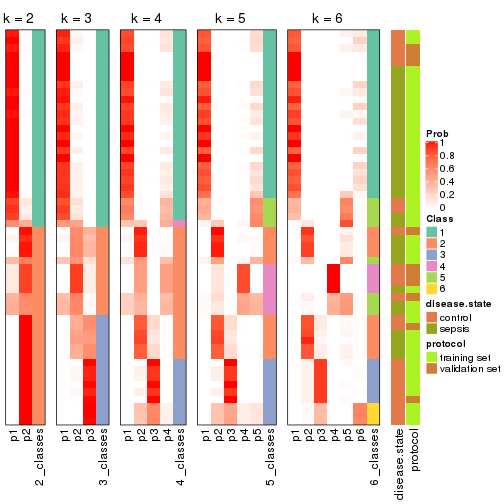 k = 2 k = 3 k = 4 k = 5 k = 6
Prob
1
0.8
0.6
0.4
0.2
0
Class
1
2
3
4
5
6
disease.state
control
sepsis
protocol
training set
validation set
p1 p2 2_classes p1 p2 p3 3_classes p1 p2 p3 p4 4_classes p1 p2 p3 p4 p5 5_classes p1 p2 p3 p4 p5 p6 6_classes disease.state protocol